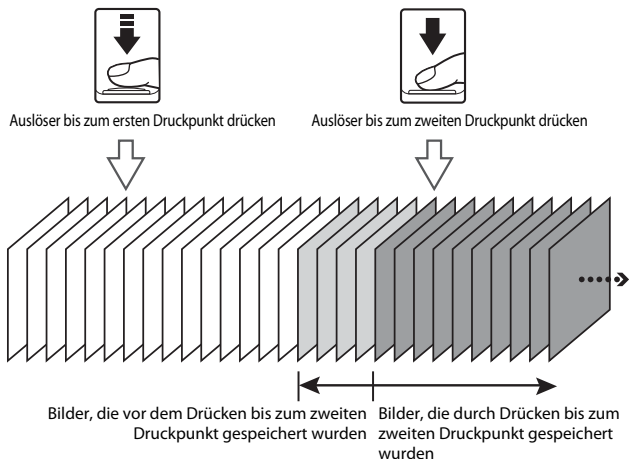 Auslöser bis zum ersten Druckpunkt drücken
Auslöser bis zum zweiten Druckpunkt drücken
Bilder, die vor dem Drücken bis zum zweiten
Druckpunkt gespeichert wurden
Bilder, die durch Drücken bis zum
zweiten Druckpunkt gespeichert
wurden